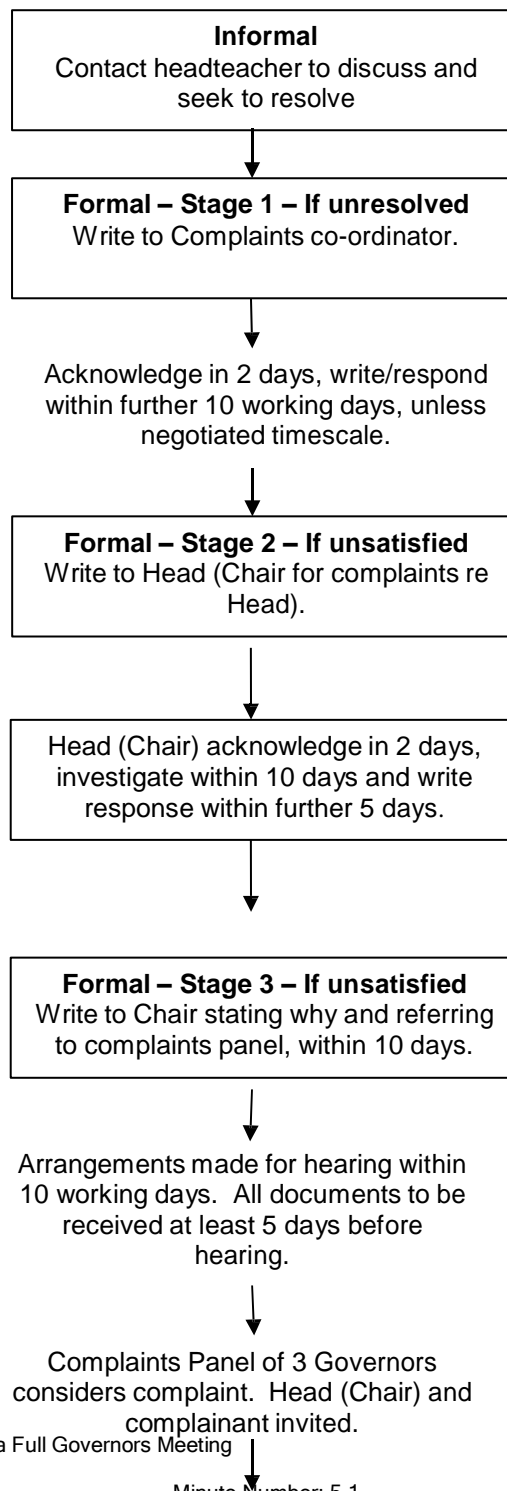 Informal
Contact headteacher to discuss and
seek to resolve
Formal – Stage 1 – If unresolved
Write to Complaints co-ordinator.
Acknowledge in 2 days, write/respond
within further 10 working days, unless
negotiated timescale.
Formal – Stage 2 – If unsatisfied
Write to Head (Chair for complaints re
Head).
Head (Chair) acknowledge in 2 days,
investigate within 10 days and write
response within further 5 days.
Formal – Stage 3 – If unsatisfied
Write to Chair stating why and referring
to complaints panel, within 10 days.
Arrangements made for hearing within
10 working days. All documents to be
received at least 5 days before
hearing.
Complaints Panel of 3 Governors
considers complaint. Head (Chair) and
complainant invited.
a Full Governors Meeting
Minute Number: 5.1